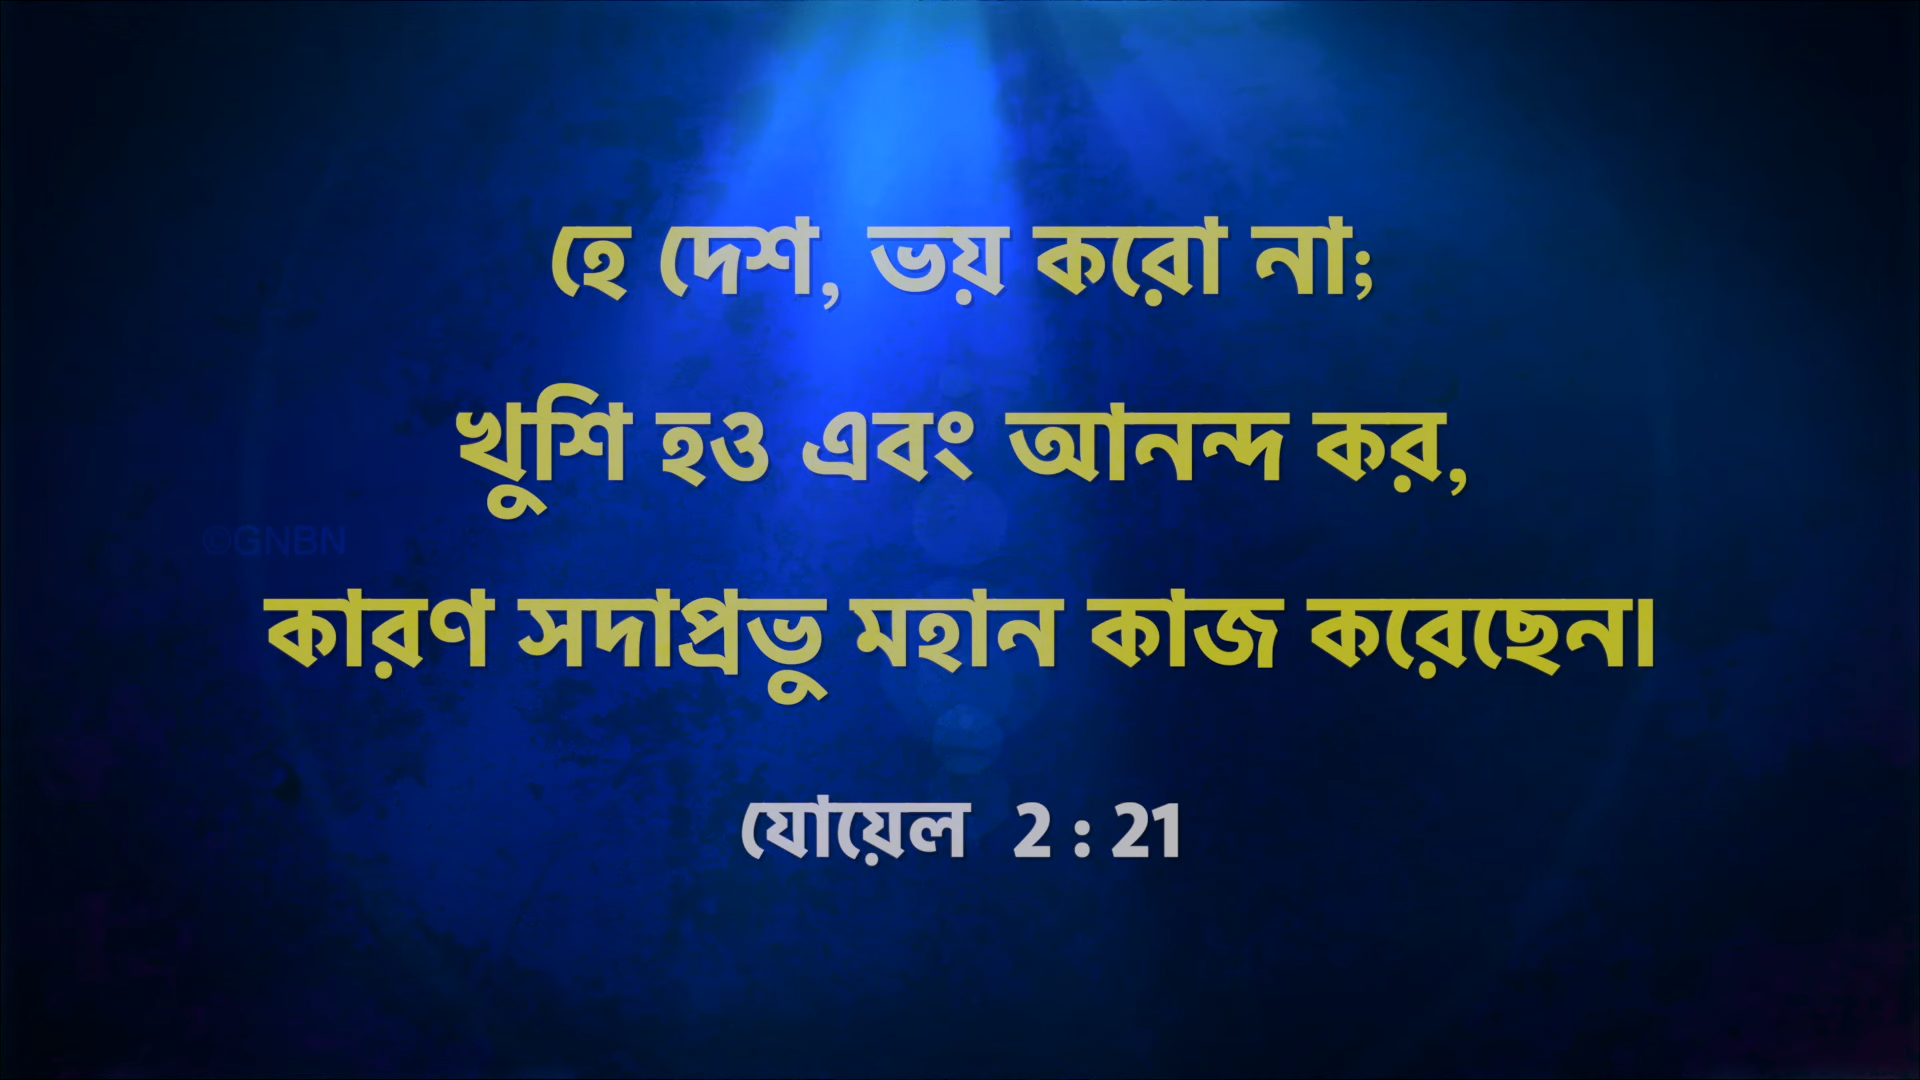 হে দেশ, ভয় করো না;
খুশি হও এবং আনন্দ কর,
©GNBN
কারণ সদাপ্রভু মহান কাজ করেছেন।
যোয়েল 2 : 21